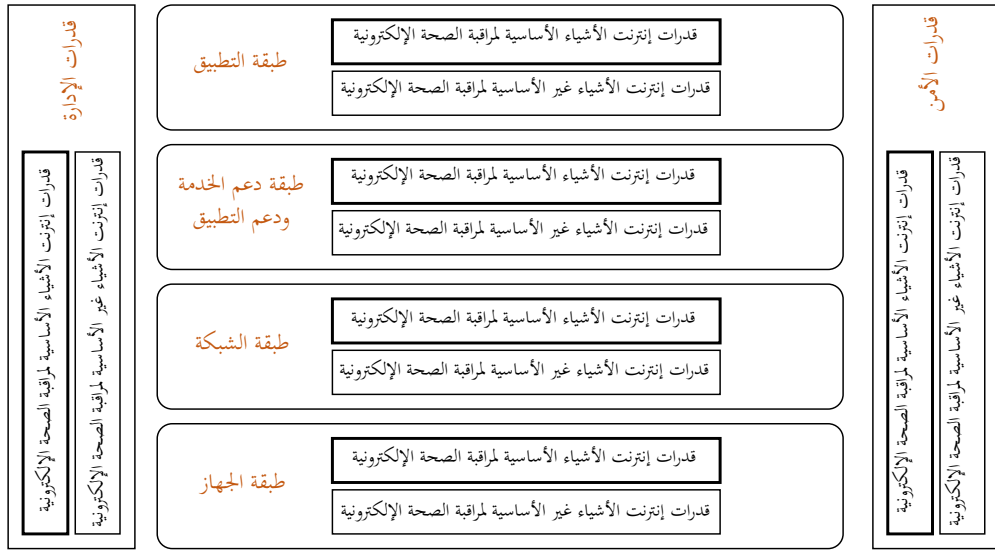 قدرات الأمن
قدرات إنترنت الأشياء غير الأساسية لمراقبة الصحة الإلكترونية
قدرات إنترنت الأشياء الأساسية لمراقبة الصحة الإلكترونية
طبقة التطبيق
قدرات إنترنت الأشياء الأساسية لمراقبة الصحة الإلكترونية
قدرات إنترنت الأشياء غير الأساسية لمراقبة الصحة الإلكترونية
طبقة دعم الخدمة
ودعم التطبيق
قدرات إنترنت الأشياء الأساسية لمراقبة الصحة الإلكترونية
قدرات إنترنت الأشياء غير الأساسية لمراقبة الصحة الإلكترونية
طبقة الشبكة
قدرات إنترنت الأشياء الأساسية لمراقبة الصحة الإلكترونية
قدرات إنترنت الأشياء غير الأساسية لمراقبة الصحة الإلكترونية
طبقة الجهاز
قدرات إنترنت الأشياء الأساسية لمراقبة الصحة الإلكترونية
قدرات إنترنت الأشياء غير الأساسية لمراقبة الصحة الإلكترونية
قدرات الإدارة
قدرات إنترنت الأشياء غير الأساسية لمراقبة الصحة الإلكترونية
قدرات إنترنت الأشياء الأساسية لمراقبة الصحة الإلكترونية